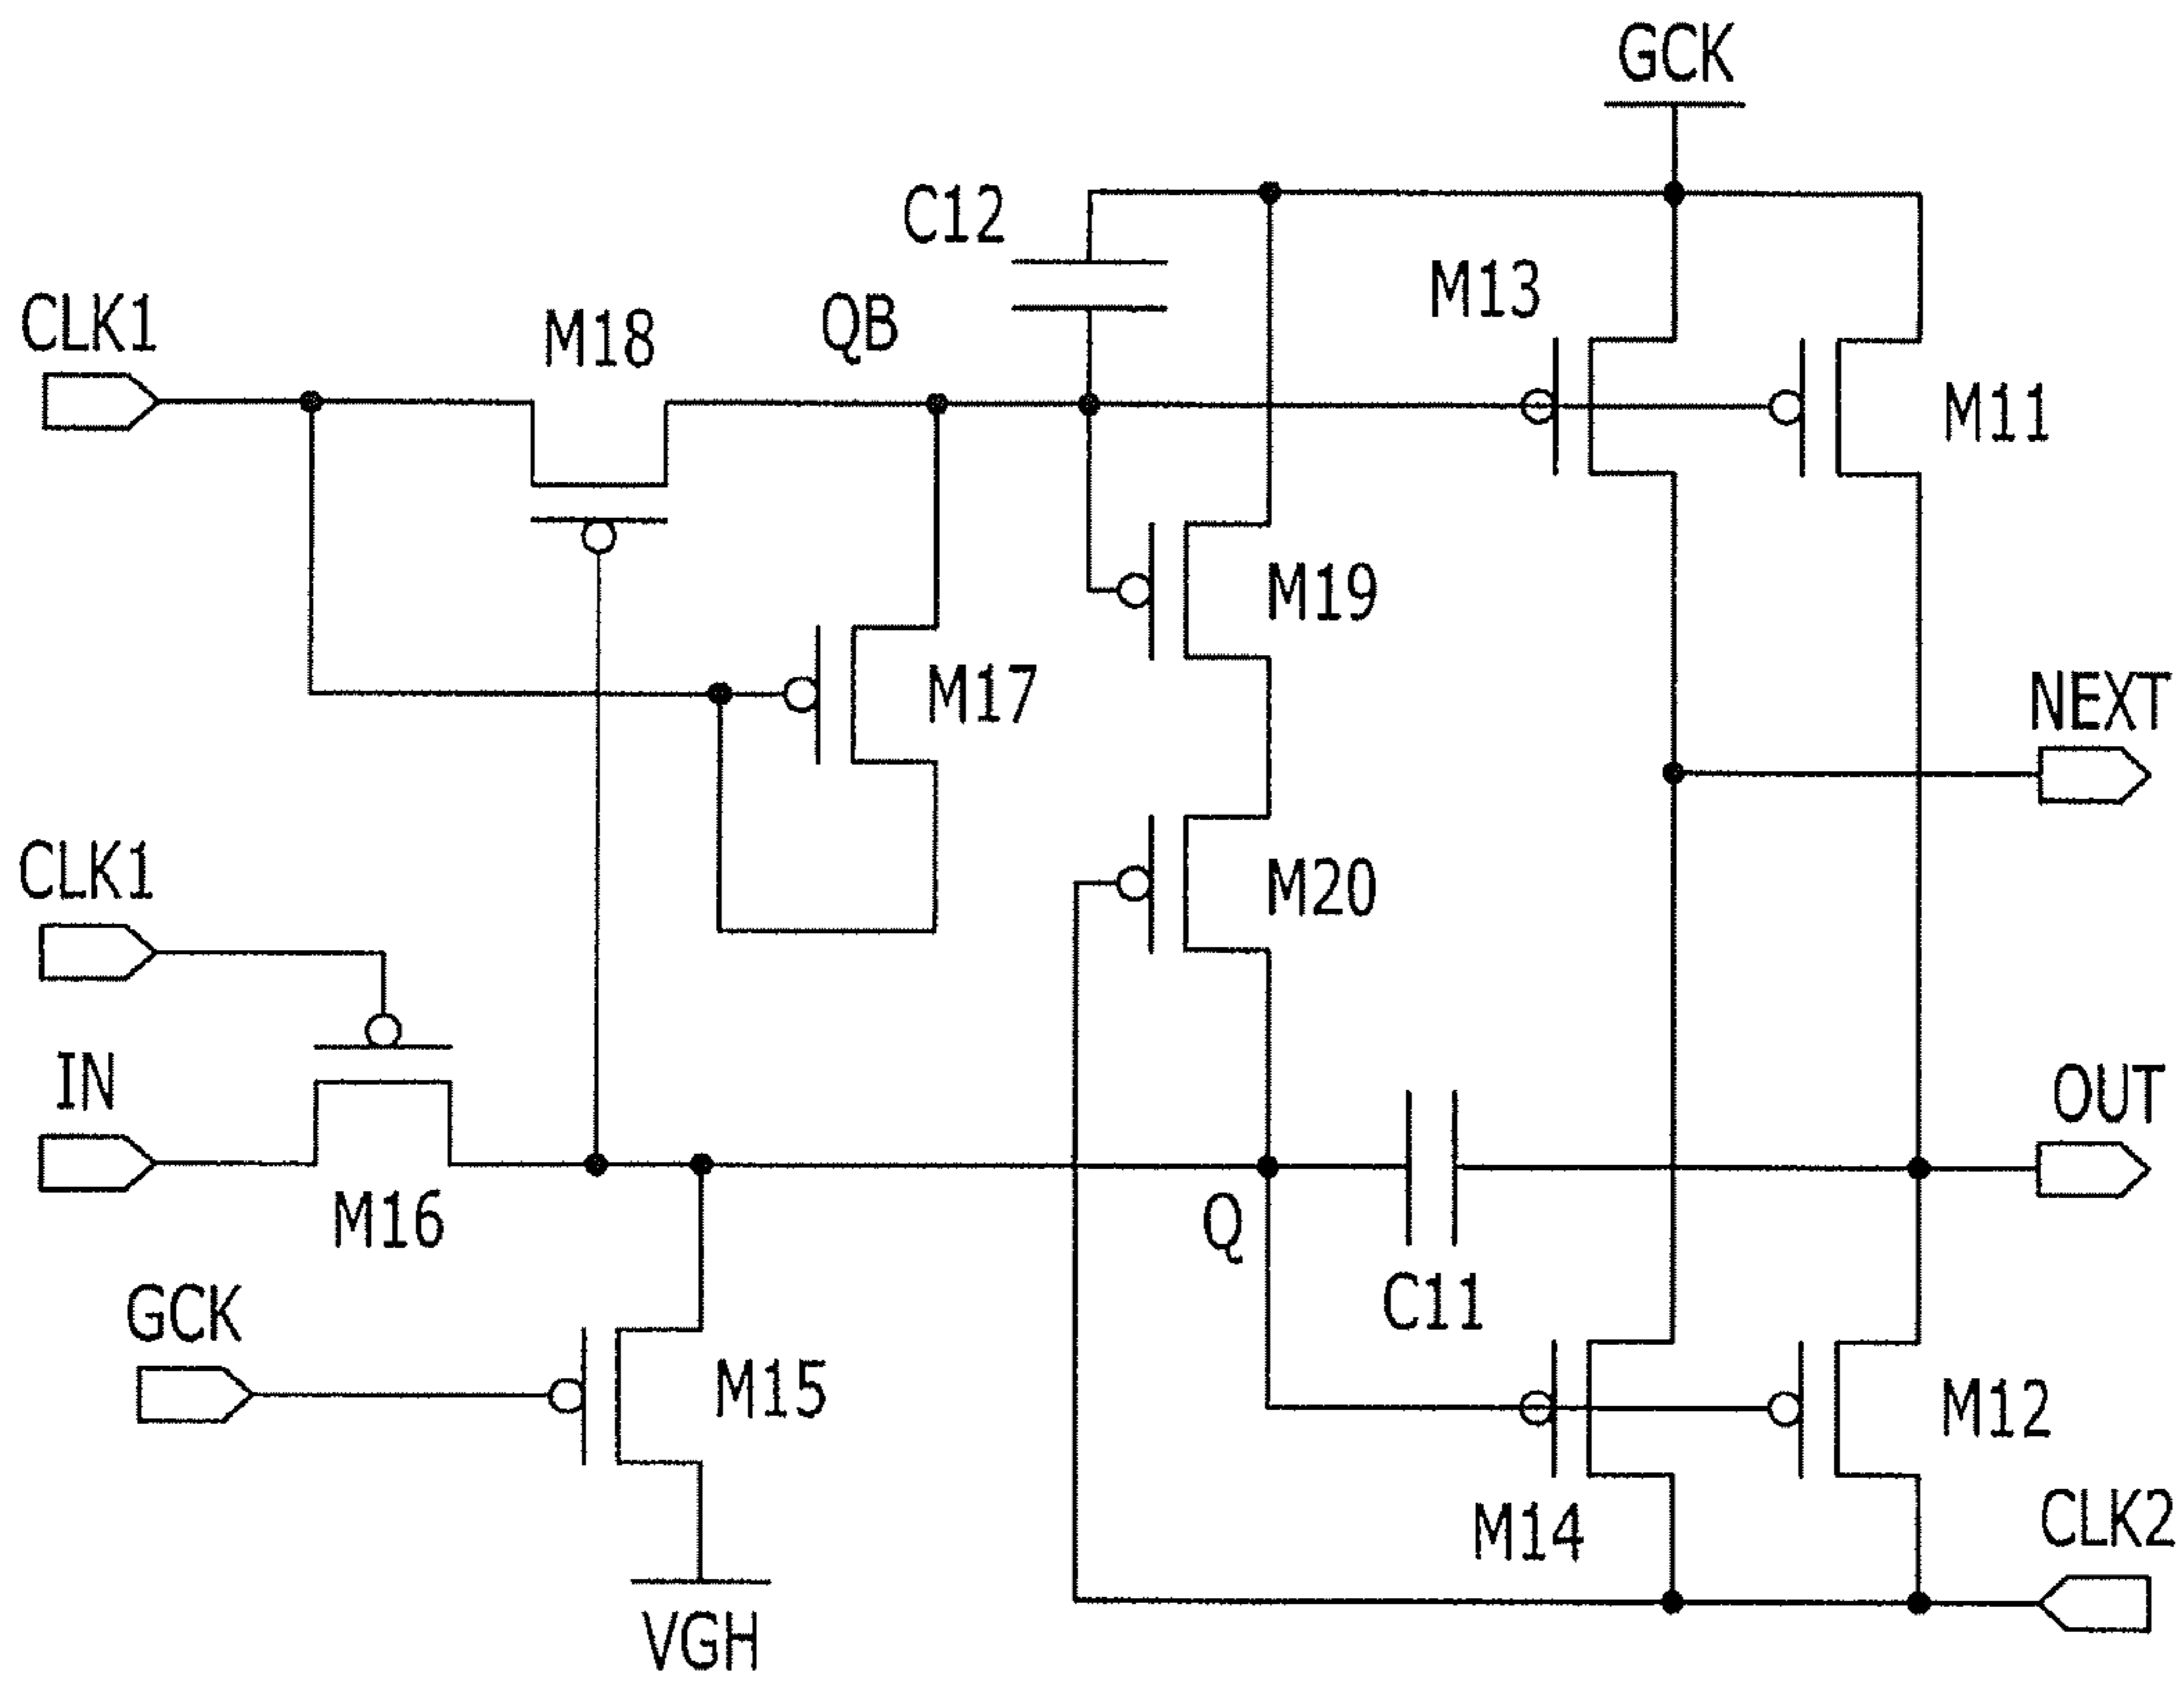 GCK
C12
M13
CLK1
M18
QB
M11
M19
M17
NEXT
CLK1
M20
IN
OUT
M16
Q
C11
GCK
M15
M12
M14
CLK2
VGH